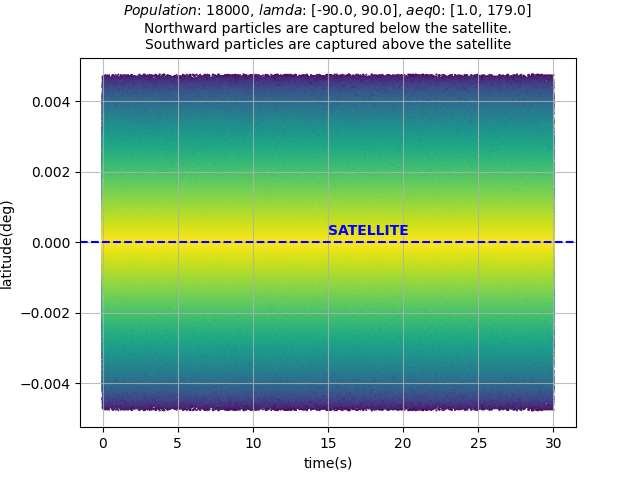 Population: 18000, lamda: [-90.0, 90.0], aeq0: [1.0, 179.0]
Northward particles are captured below the satellite.
Southward particles are captured above the satellite
latitude(deg)
0.004
0.002
0.000
−0.002
−0.004
SATELLITE
0 5 10 15 20 25 30
time(s)